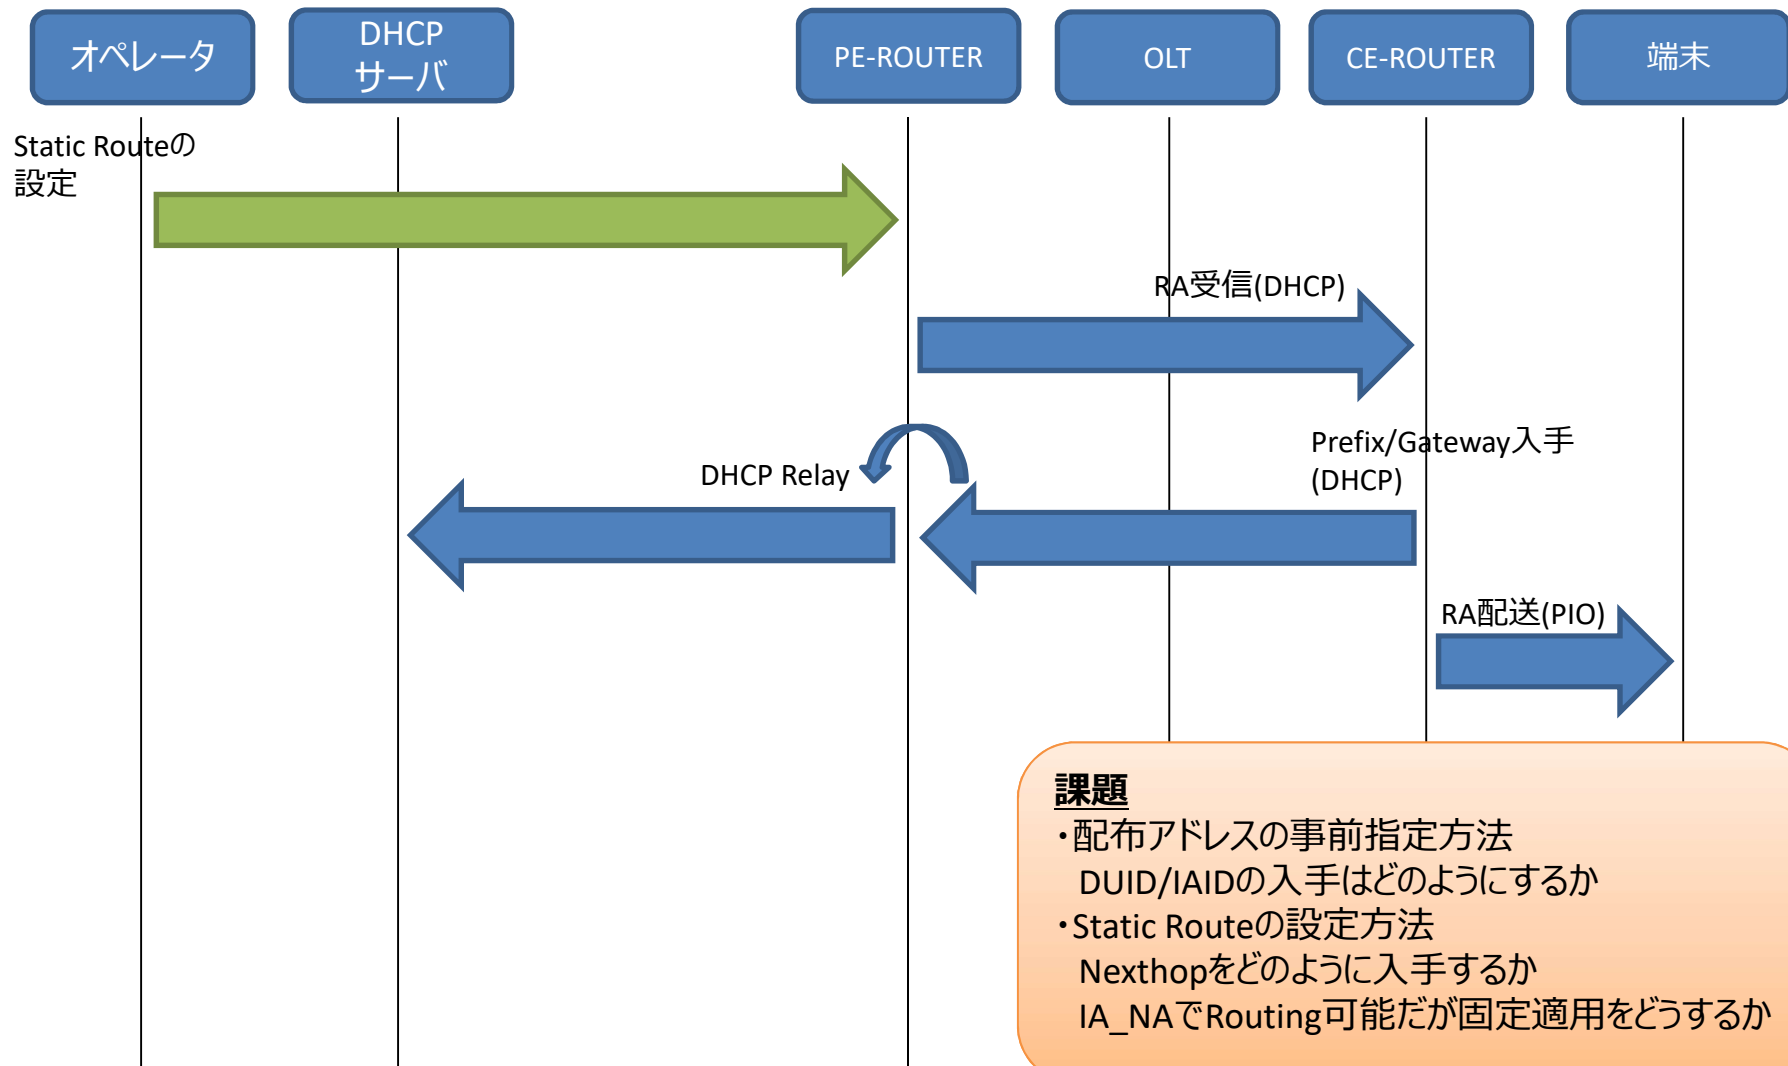 オペレータ
DHCP
サーバ
PE-ROUTER
OLT
CE-ROUTER
端末
Static Routeの
設定
RA受信(DHCP)
Prefix/Gateway入手
(DHCP)
DHCP Relay
RA配送(PIO)
課題
・配布アドレスの事前指定方法
DUID/IAIDの入手はどのようにするか
・Static Routeの設定方法
Nexthopをどのように入手するか
IA_NAでRouting可能だが固定適用をどうするか